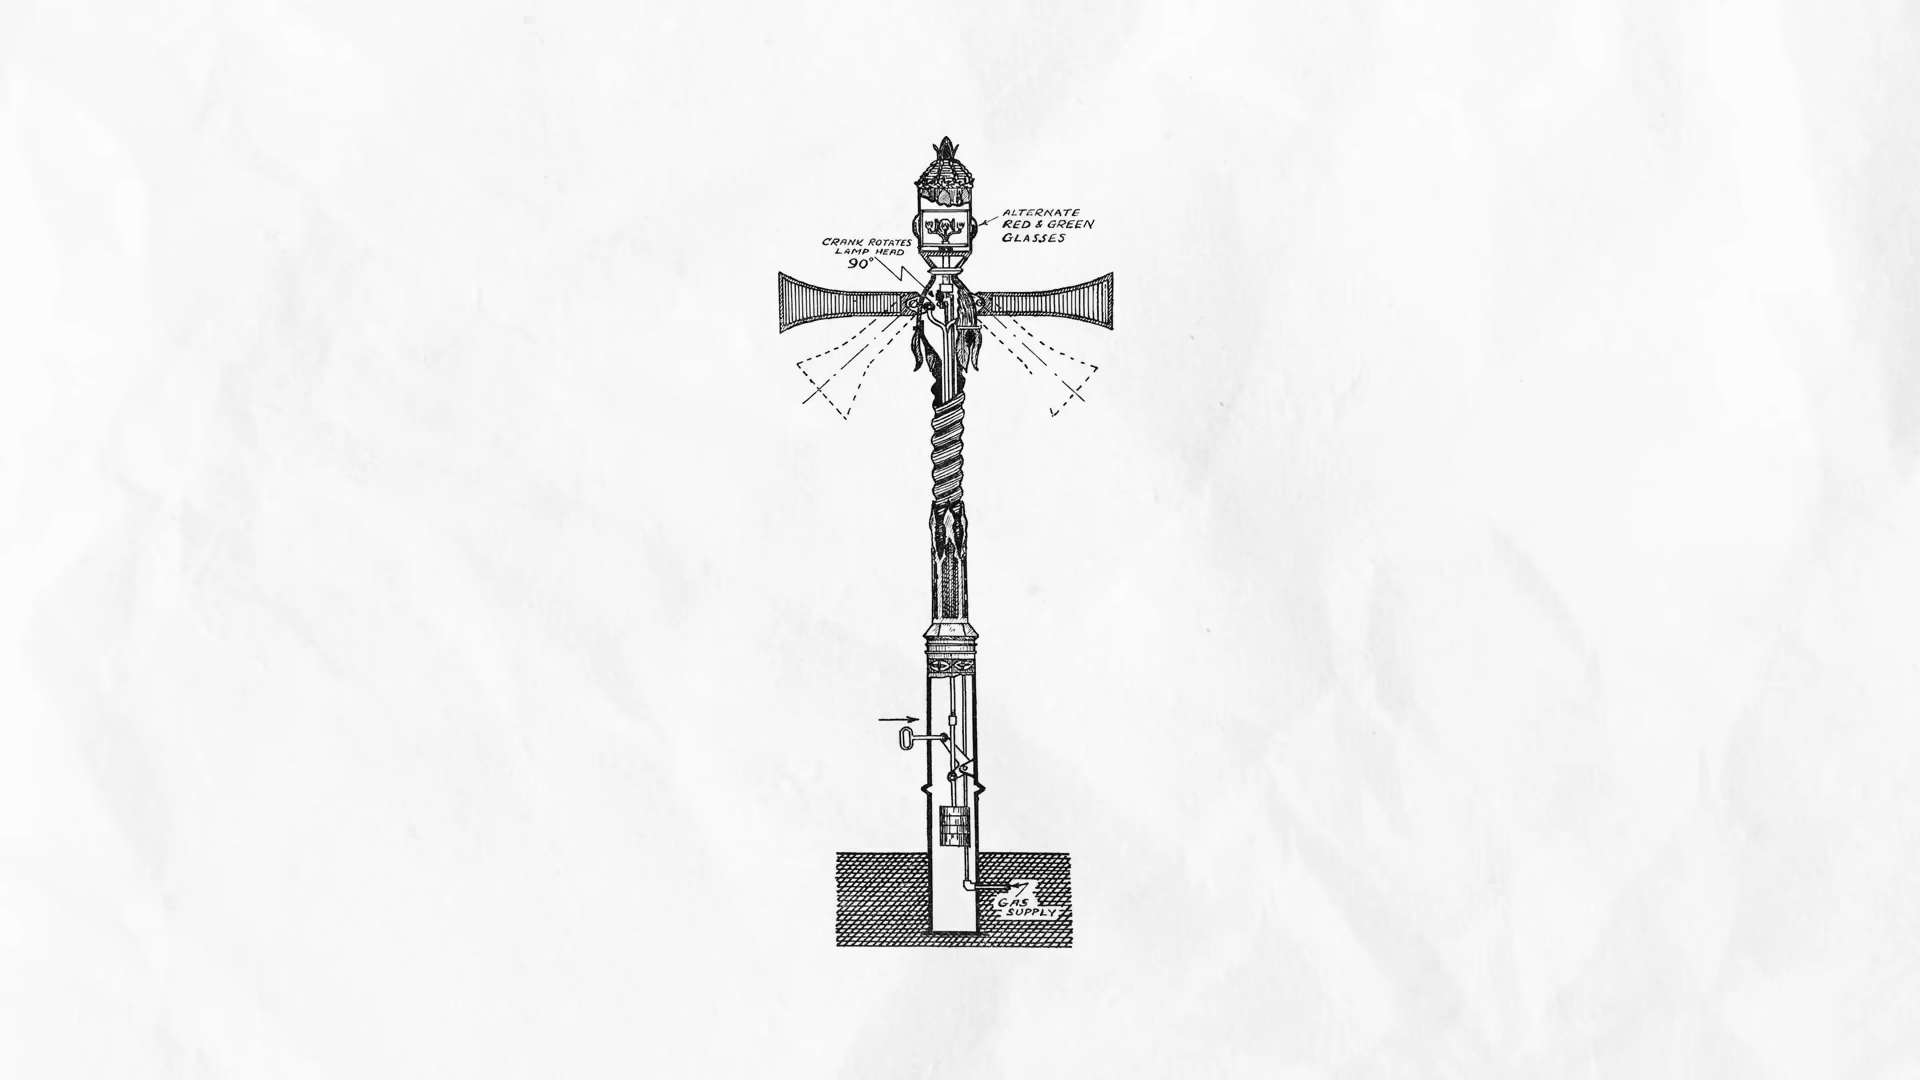 ALTERNATE
RED & GREEN
GLASSES
CRANK ROTATES
LAMP HEAD
90°
GAS
SUPPLY